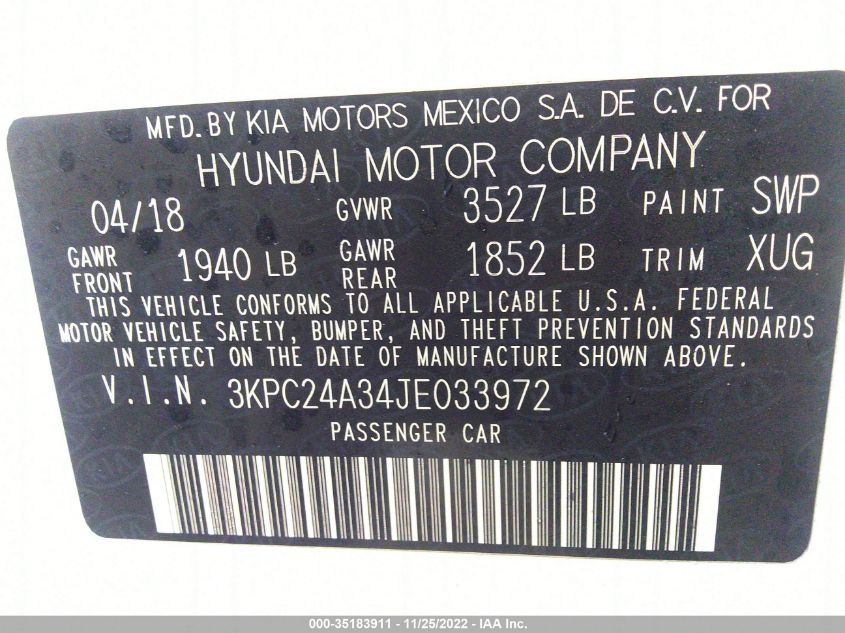 MFD. BY KIA MOTORS MEXICO S.A. DE C.V. FOR
HYUNDAI MOTOR COMPANY
04/18 GVWR 3527 LB PAINT SWP
GAWR FRONT 1940 LB GAWR REAR 1852 LB TRIM XUG
THIS VEHICLE CONFORMS TO ALL APPLICABLE U.S.A. FEDERAL
MOTOR VEHICLE SAFETY, BUMPER, AND THEFT PREVENTION STANDARDS
IN EFFECT ON THE DATE OF MANUFACTURE SHOWN ABOVE.
V.I.N. 3KPC24A34JE033972
PASSENGER CAR
000-35183911 - 11/25/2022 - IAA Inc.